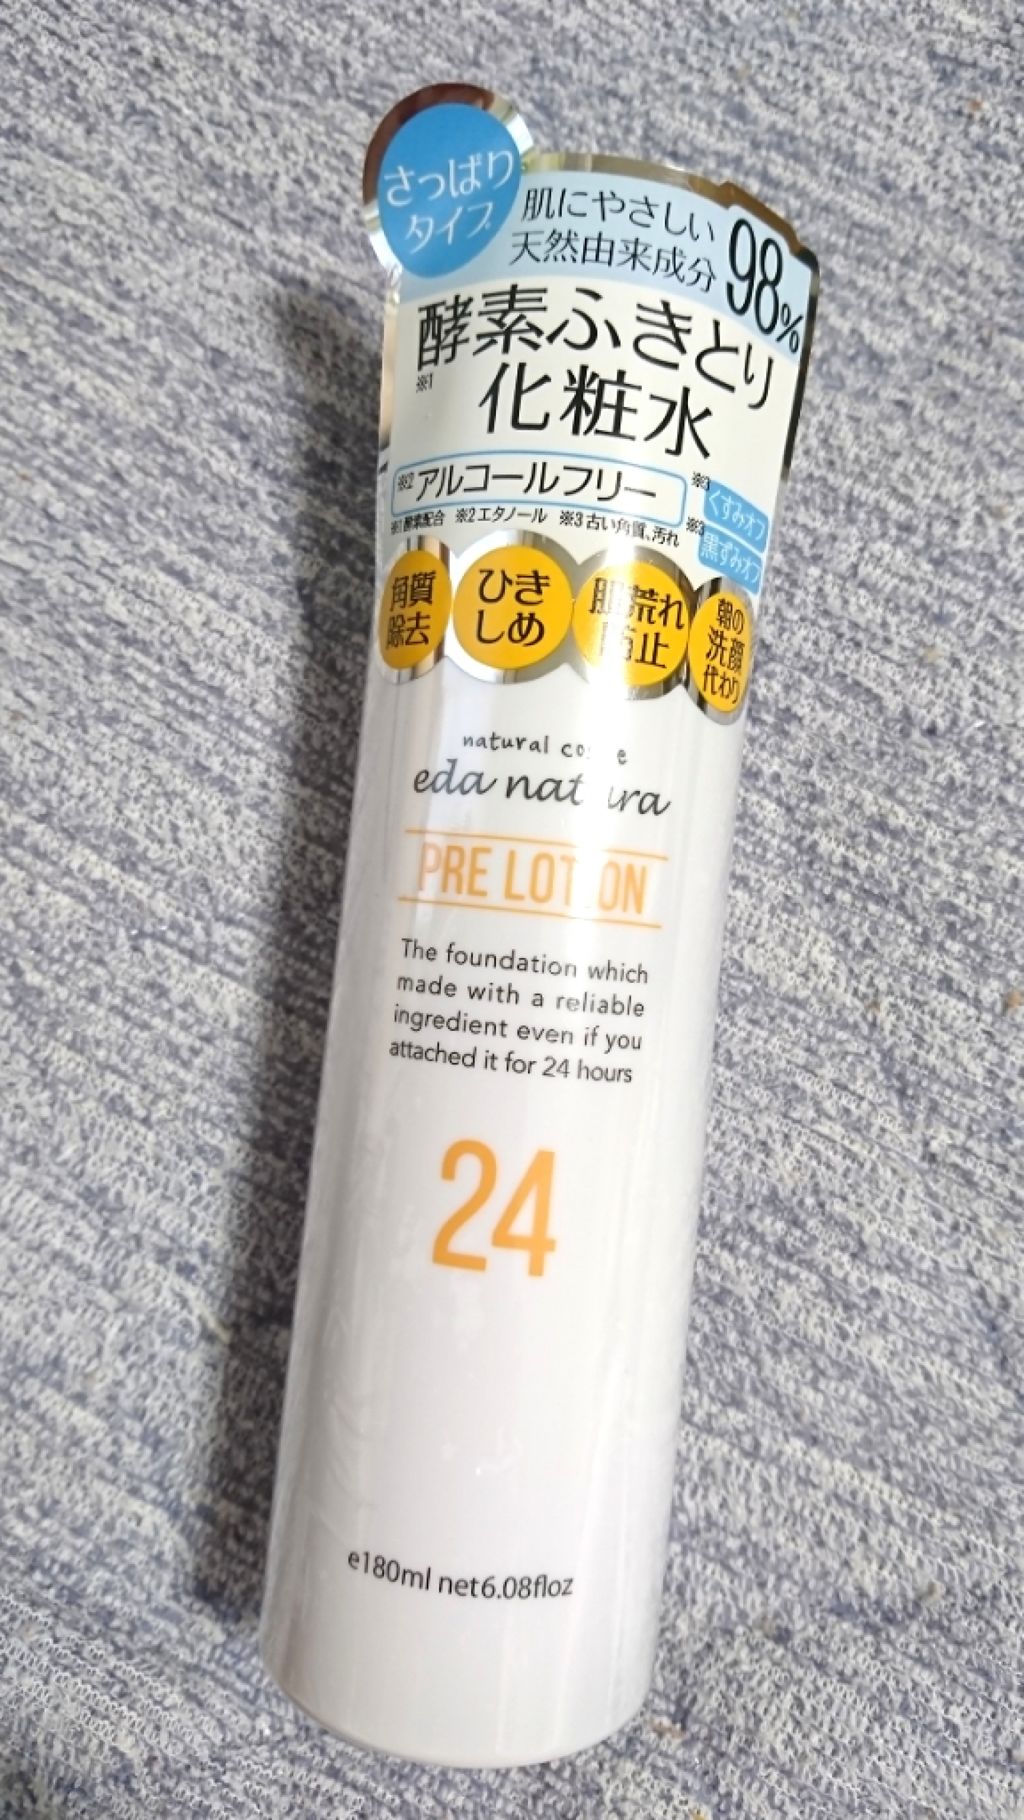 さっぱり
タイプ
肌にやさしい
天然由来成分
98%
酵素ふきとり
※1
化粧水
※2アルコールフリー
※3くすみオフ
※3黒ずみオフ
※1酵素配合 ※2エタノール ※3古い角質、汚れ
角質
除去
ひき
しめ
肌荒れ
防止
朝の
洗顔
代わり
natural
eda natura
PRE LOTION
The foundation which
made with a reliable
ingredient even if you
attached it for 24 hours
24
e180ml net6.08floz